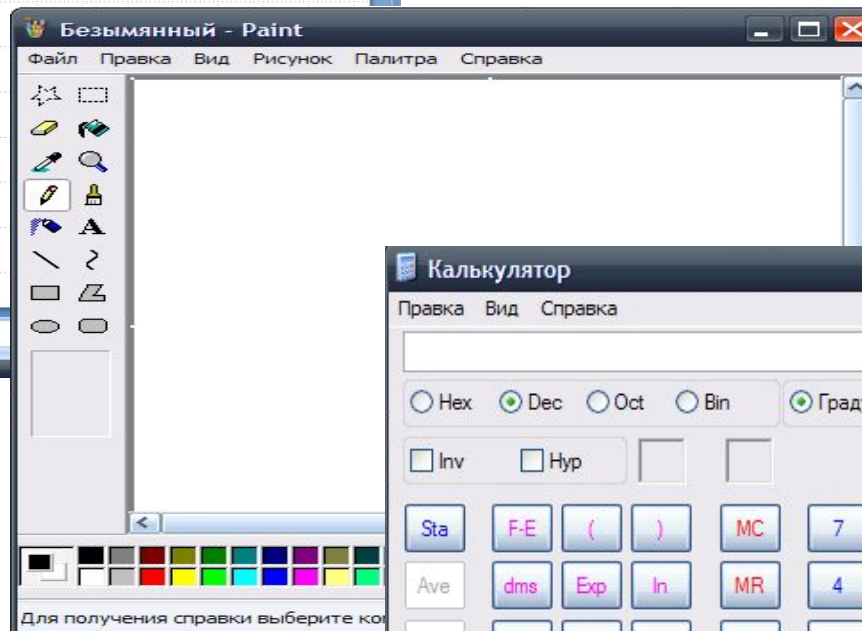 Безымянный - Paint
Файл Правка Вид Рисунок Палитра Справка
A
Калькулятор
Правка Вид Справка
Hex Dec Oct Bin
Inv Hyp
Sta F-E ( ) MC 7
Ave dms Exp ln MR 4
Для получения справки выберите